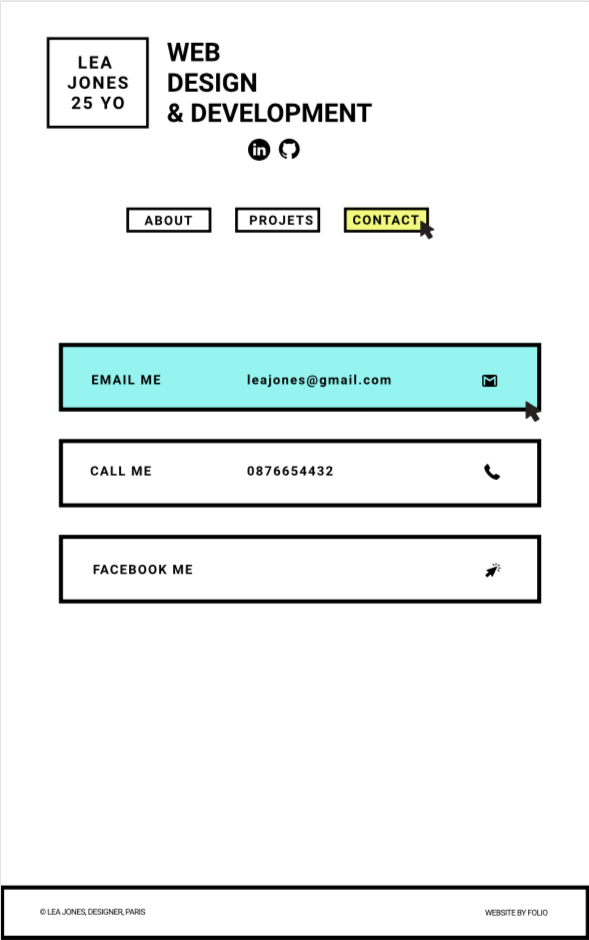 LEA
JONES
25 YO
WEB
DESIGN
& DEVELOPMENT
in
ABOUT
PROJETS
CONTACT
EMAIL ME leajones@gmail.com
CALL ME 0876654432
FACEBOOK ME
© LEA JONES, DESIGNER, PARIS
WEBSITE BY FOLIO